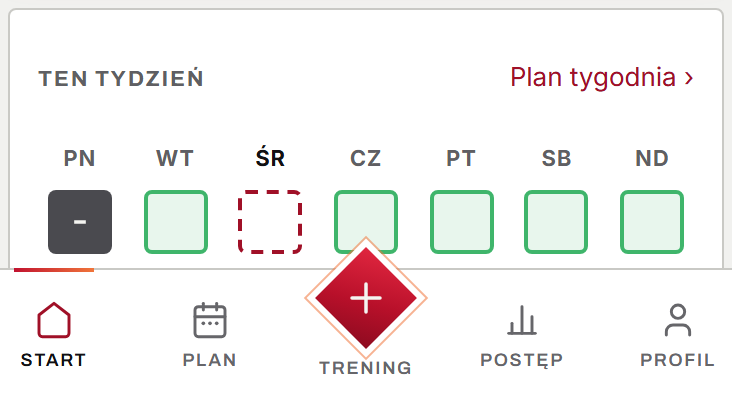 TEN TYDZIEŃ
Plan tygodnia ›
PN WT ŚR CZ PT SB ND
-
+
START PLAN TRENING POSTĘP PROFIL